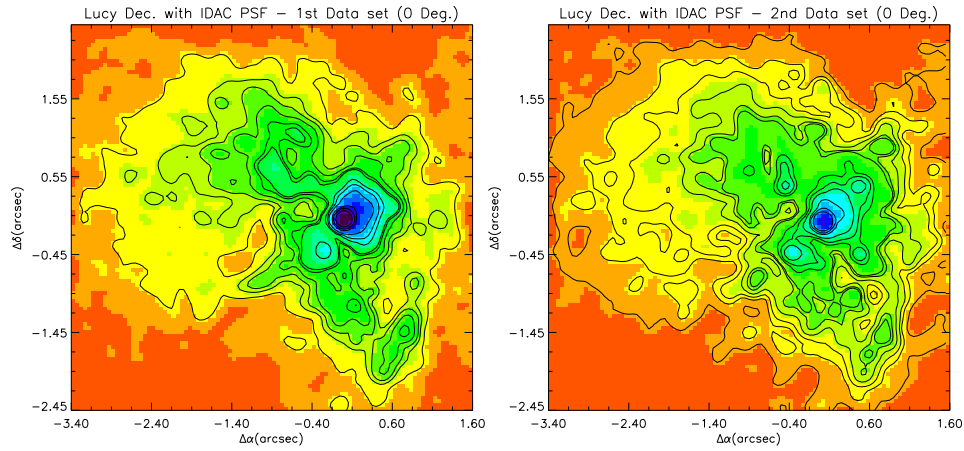 Lucy Dec. with IDAC PSF – 1st Data set (0 Deg.)
1.55
0.55
-0.45
-1.45
-2.45
Δδ(arcsec)
-3.40 -2.40 -1.40 -0.40 0.60 1.60
Δα(arcsec)
Lucy Dec. with IDAC PSF – 2nd Data set (0 Deg.)
1.55
0.55
-0.45
-1.45
-2.45
Δδ(arcsec)
-3.40 -2.40 -1.40 -0.40 0.60 1.60
Δα(arcsec)